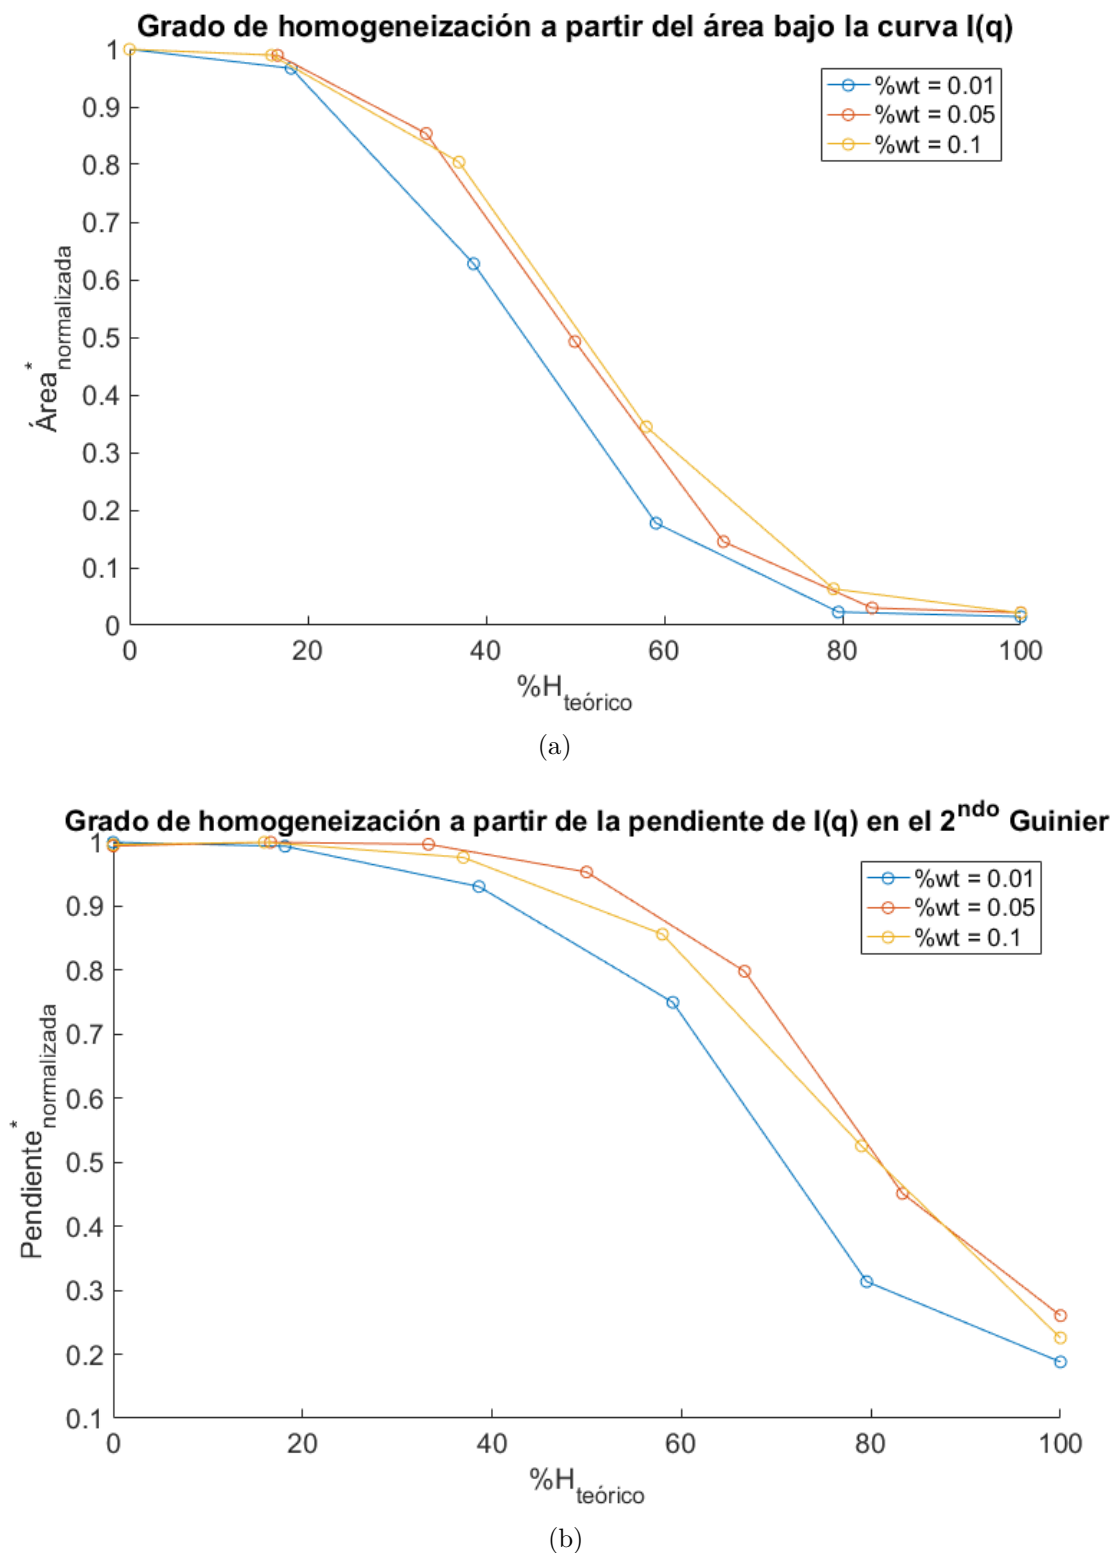 Grado de homogeneización a partir del área bajo la curva I(q)
%wt = 0.01
%wt = 0.05
%wt = 0.1
1
0.9
0.8
0.7
0.6
0.5
0.4
0.3
0.2
0.1
0
Área*normalizada
0 20 40 60 80 100
%Hteórico
(a)
Grado de homogeneización a partir de la pendiente de I(q) en el 2ndo Guinier
%wt = 0.01
%wt = 0.05
%wt = 0.1
1
0.9
0.8
0.7
0.6
0.5
0.4
0.3
0.2
0.1
Pendiente*normalizada
0 20 40 60 80 100
%Hteórico
(b)